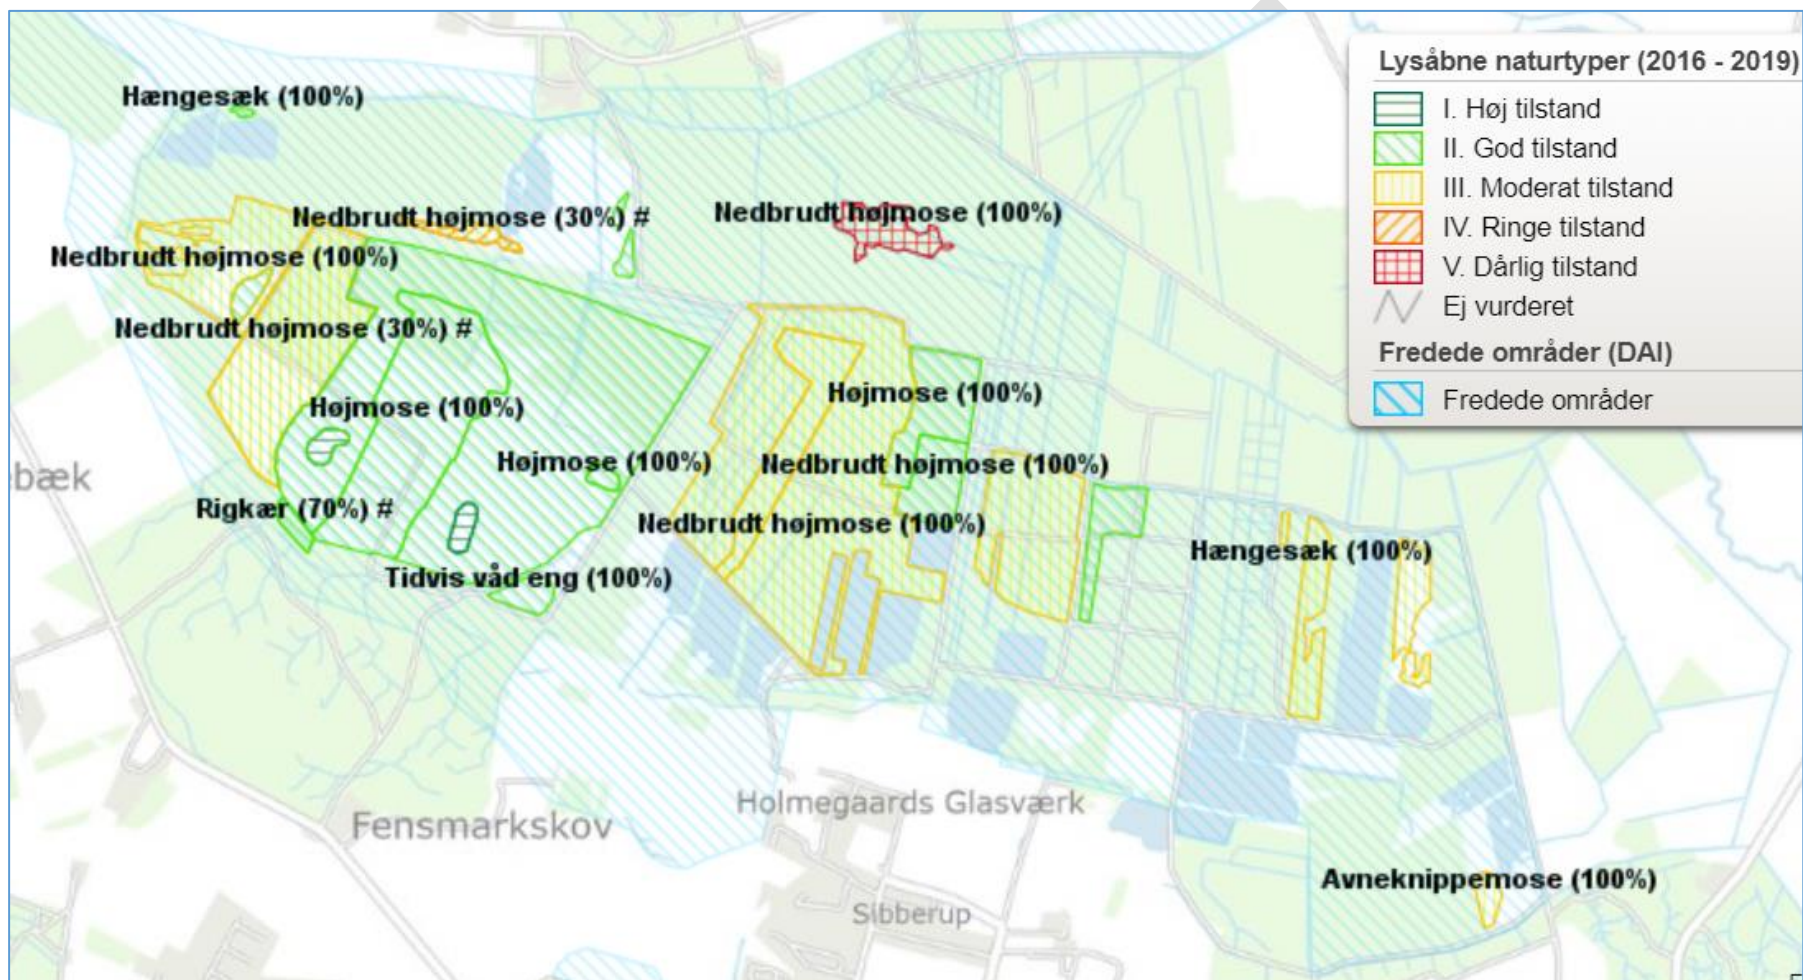 Lysåbne naturtyper (2016 - 2019)
I. Høj tilstand
II. God tilstand
III. Moderat tilstand
IV. Ringe tilstand
V. Dårlig tilstand
Ej vurderet
Fredede områder (DAI)
Fredede områder
Hængesæk (100%)
Nedbrudt højmose (30%) #
Nedbrudt højmose (100%)
Nedbrudt højmose (100%)
Nedbrudt højmose (30%) #
Højmose (100%)
Højmose (100%)
Højmose (100%)
Nedbrudt højmose (100%)
ebæk
Rigkær (70%) #
Nedbrudt højmose (100%)
Hængesæk (100%)
Tidvis våd eng (100%)
Holmegaards Glasværk
Fensmarkskov
Avneknippemose (100%)
Sibberup